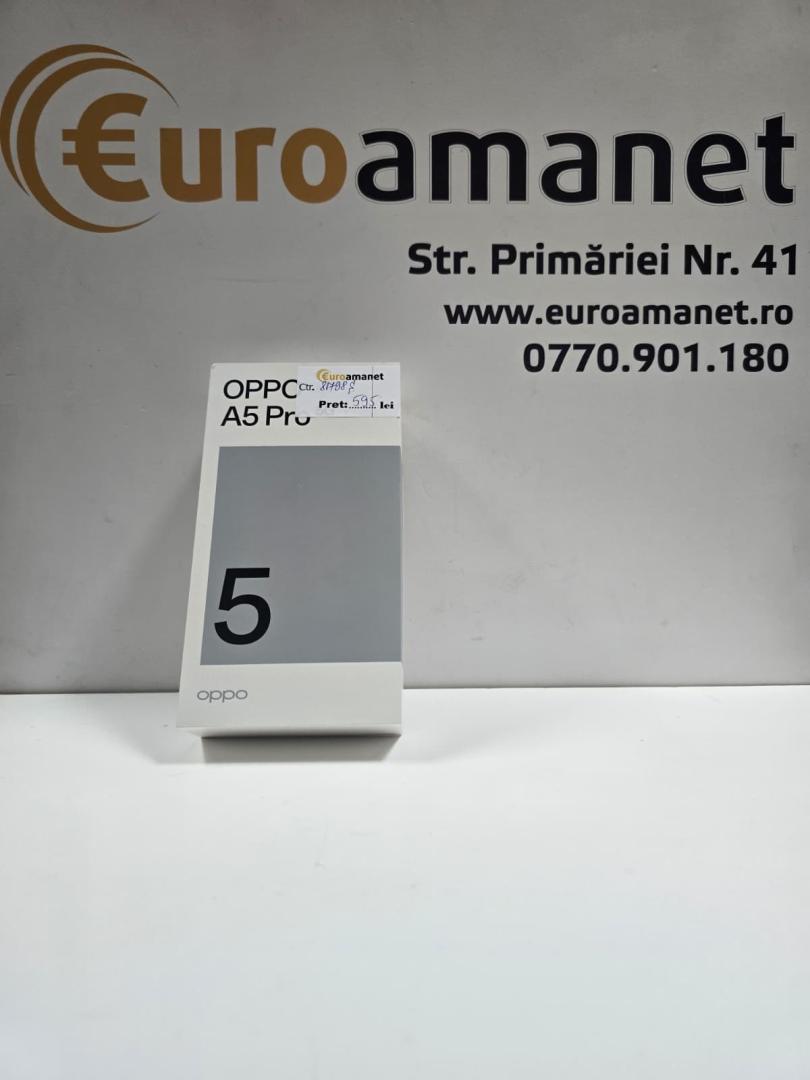 €uroamanet
Str. Primăriei Nr. 41
www.euroamanet.ro
0770.901.180
€uroamanet
Ctr.
Pret: 595 lei
OPPO
A5 Pro
5
oppo